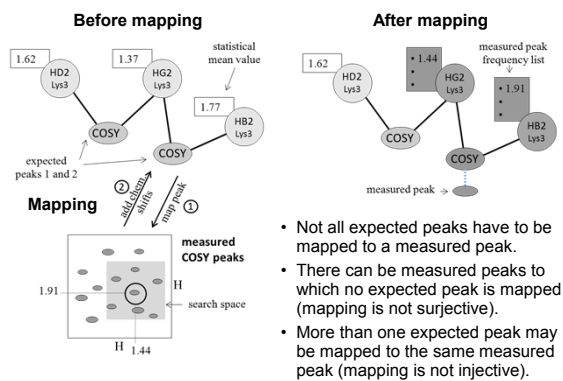 Before mapping
1.62
HD2
Lys3
1.37
HG2
Lys3
statistical
mean value
1.77
HB2
Lys3
COSY
COSY
expected
peaks 1 and 2
Mapping
2
add chem
shifts
map peak
1
measured
COSY peaks
H
1.91
search space
H
1.44
After mapping
1.62
HD2
Lys3
• 1.44
•
•
HG2
Lys3
measured peak
frequency list
• 1.91
•
•
HB2
Lys3
COSY
COSY
measured peak
• Not all expected peaks have to be
mapped to a measured peak.
• There can be measured peaks to
which no expected peak is mapped
(mapping is not surjective).
• More than one expected peak may
be mapped to the same measured
peak (mapping is not injective).